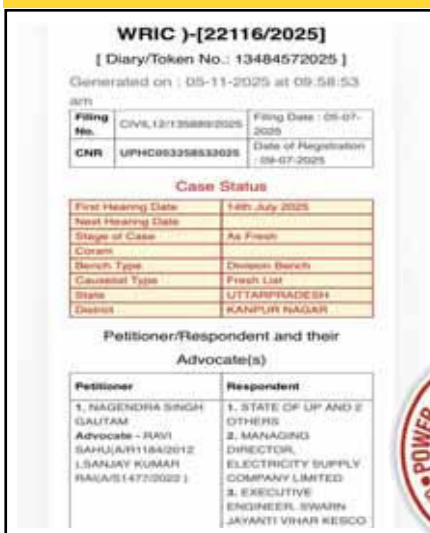 WRIC )-[22116/2025]
[ Diary/Token No.: 13484572025 ]
Generated on : 05-11-2025 at 09.58:53
am
Filing No. CIVIL12/135880/2025 Filing Date : 05-07-2025
CNR UPHC053258533025 Date of Registration : 09-07-2025
Case Status
First Hearing Date 14th July 2025
Next Hearing Date
Stage of Case As Fresh
Coram
Bench Type Division Bench
Causelist Type Fresh List
State UTTARPRADESH
District KANPUR NAGAR
Petitioner/Respondent and their
Advocate(s)
Petitioner Respondent
1. NAGENDRA SINGH
GAUTAM
Advocate - RAVI
SAHU(A/R1184/2012
),SANJAY KUMAR
RAI(A/S1477/2022 )
1. STATE OF UP AND 2
OTHERS
2. MANAGING
DIRECTOR,
ELECTRICITY SUPPLY
COMPANY LIMITED
3. EXECUTIVE
ENGINEER, SWARN
JAYANTI VIHAR KESCO
POWER